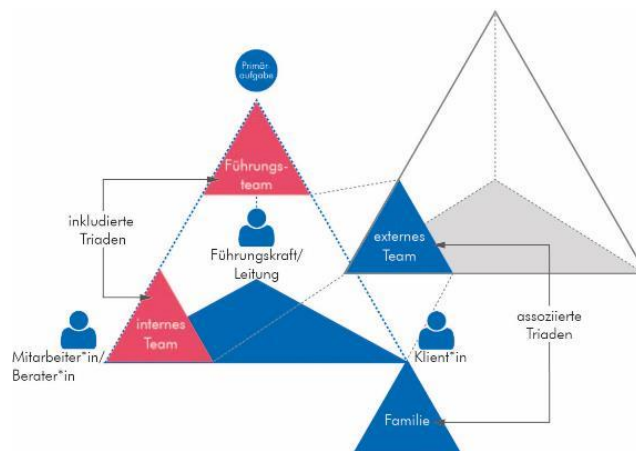 Primär-
aufgabe
Führungs-
team
inkludierte
Triaden
Führungskraft/
Leitung
externes
Team
assoziierte
Triaden
internes
Team
Mitarbeiter*in/
Berater*in
Klient*in
Familie